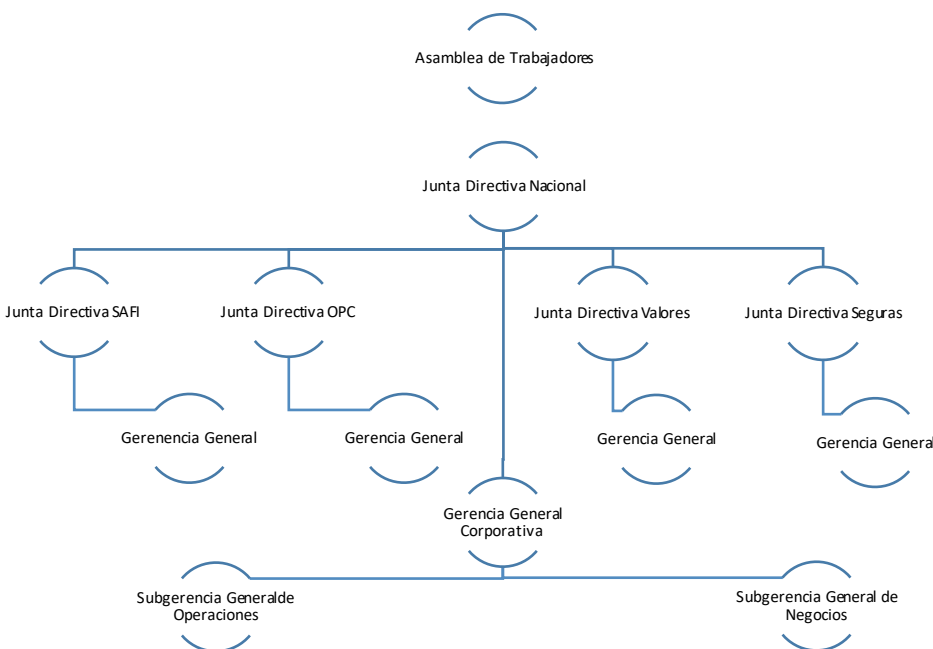 Asamblea de Trabajadores
Junta Directiva Nacional
Junta Directiva SAFI
Junta Directiva OPC
Junta Directiva Valores
Junta Directiva Seguras
Gerenencia General
Gerencia General
Gerencia General
Gerencia General
Gerencia General
Corporativa
Subgerencia Generalde
Operaciones
Subgerencia General de
Negocios